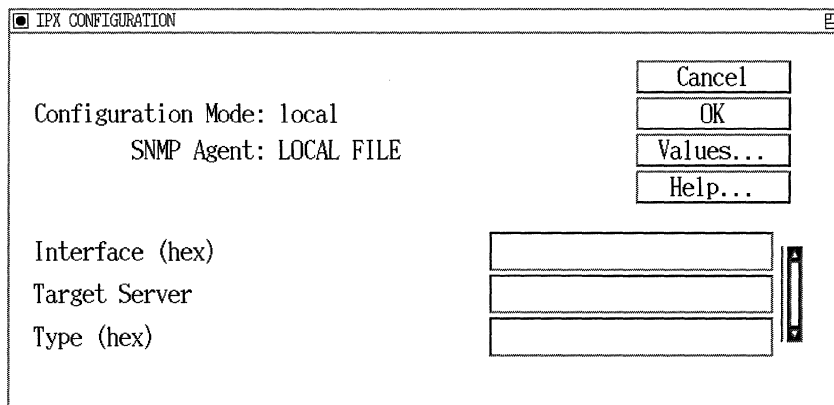 IPX CONFIGURATION
Cancel
Configuration Mode: local
OK
SNMP Agent: LOCAL FILE
Values...
Help...
Interface (hex)
Target Server
Type (hex)